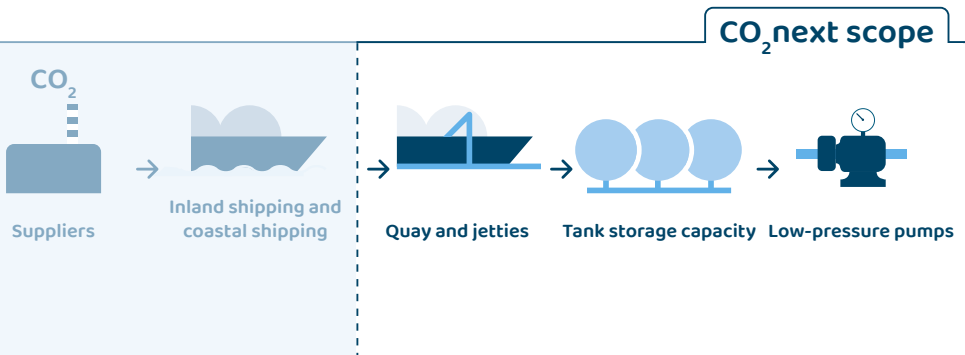 CO₂next scope
CO₂
Suppliers
Inland shipping and
coastal shipping
Quay and jetties
Tank storage capacity
Low-pressure pumps